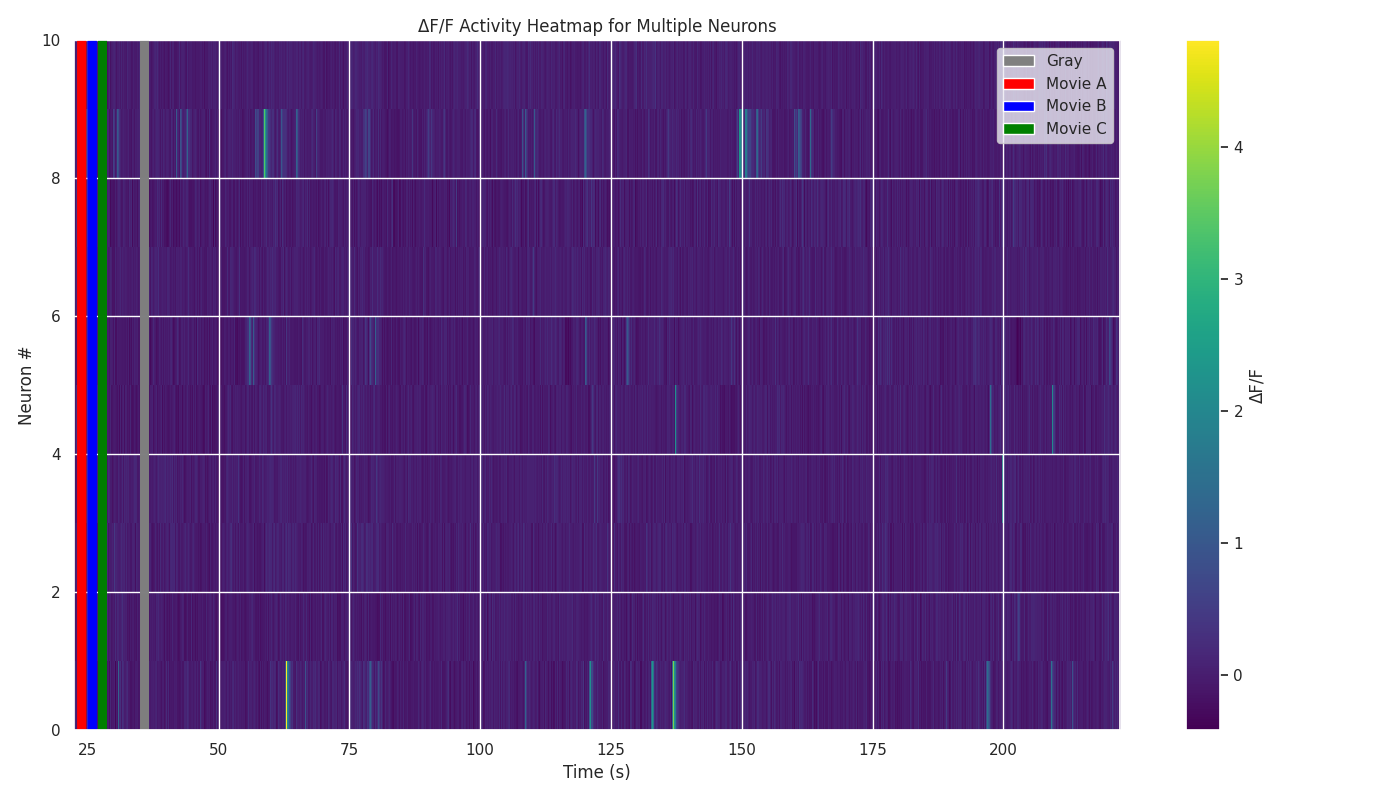 ΔF/F Activity Heatmap for Multiple Neurons
10
8
6
4
2
0
Neuron #
25 50 75 100 125 150 175 200
Time (s)
Gray
Movie A
Movie B
Movie C
4
3
2
1
0
ΔF/F